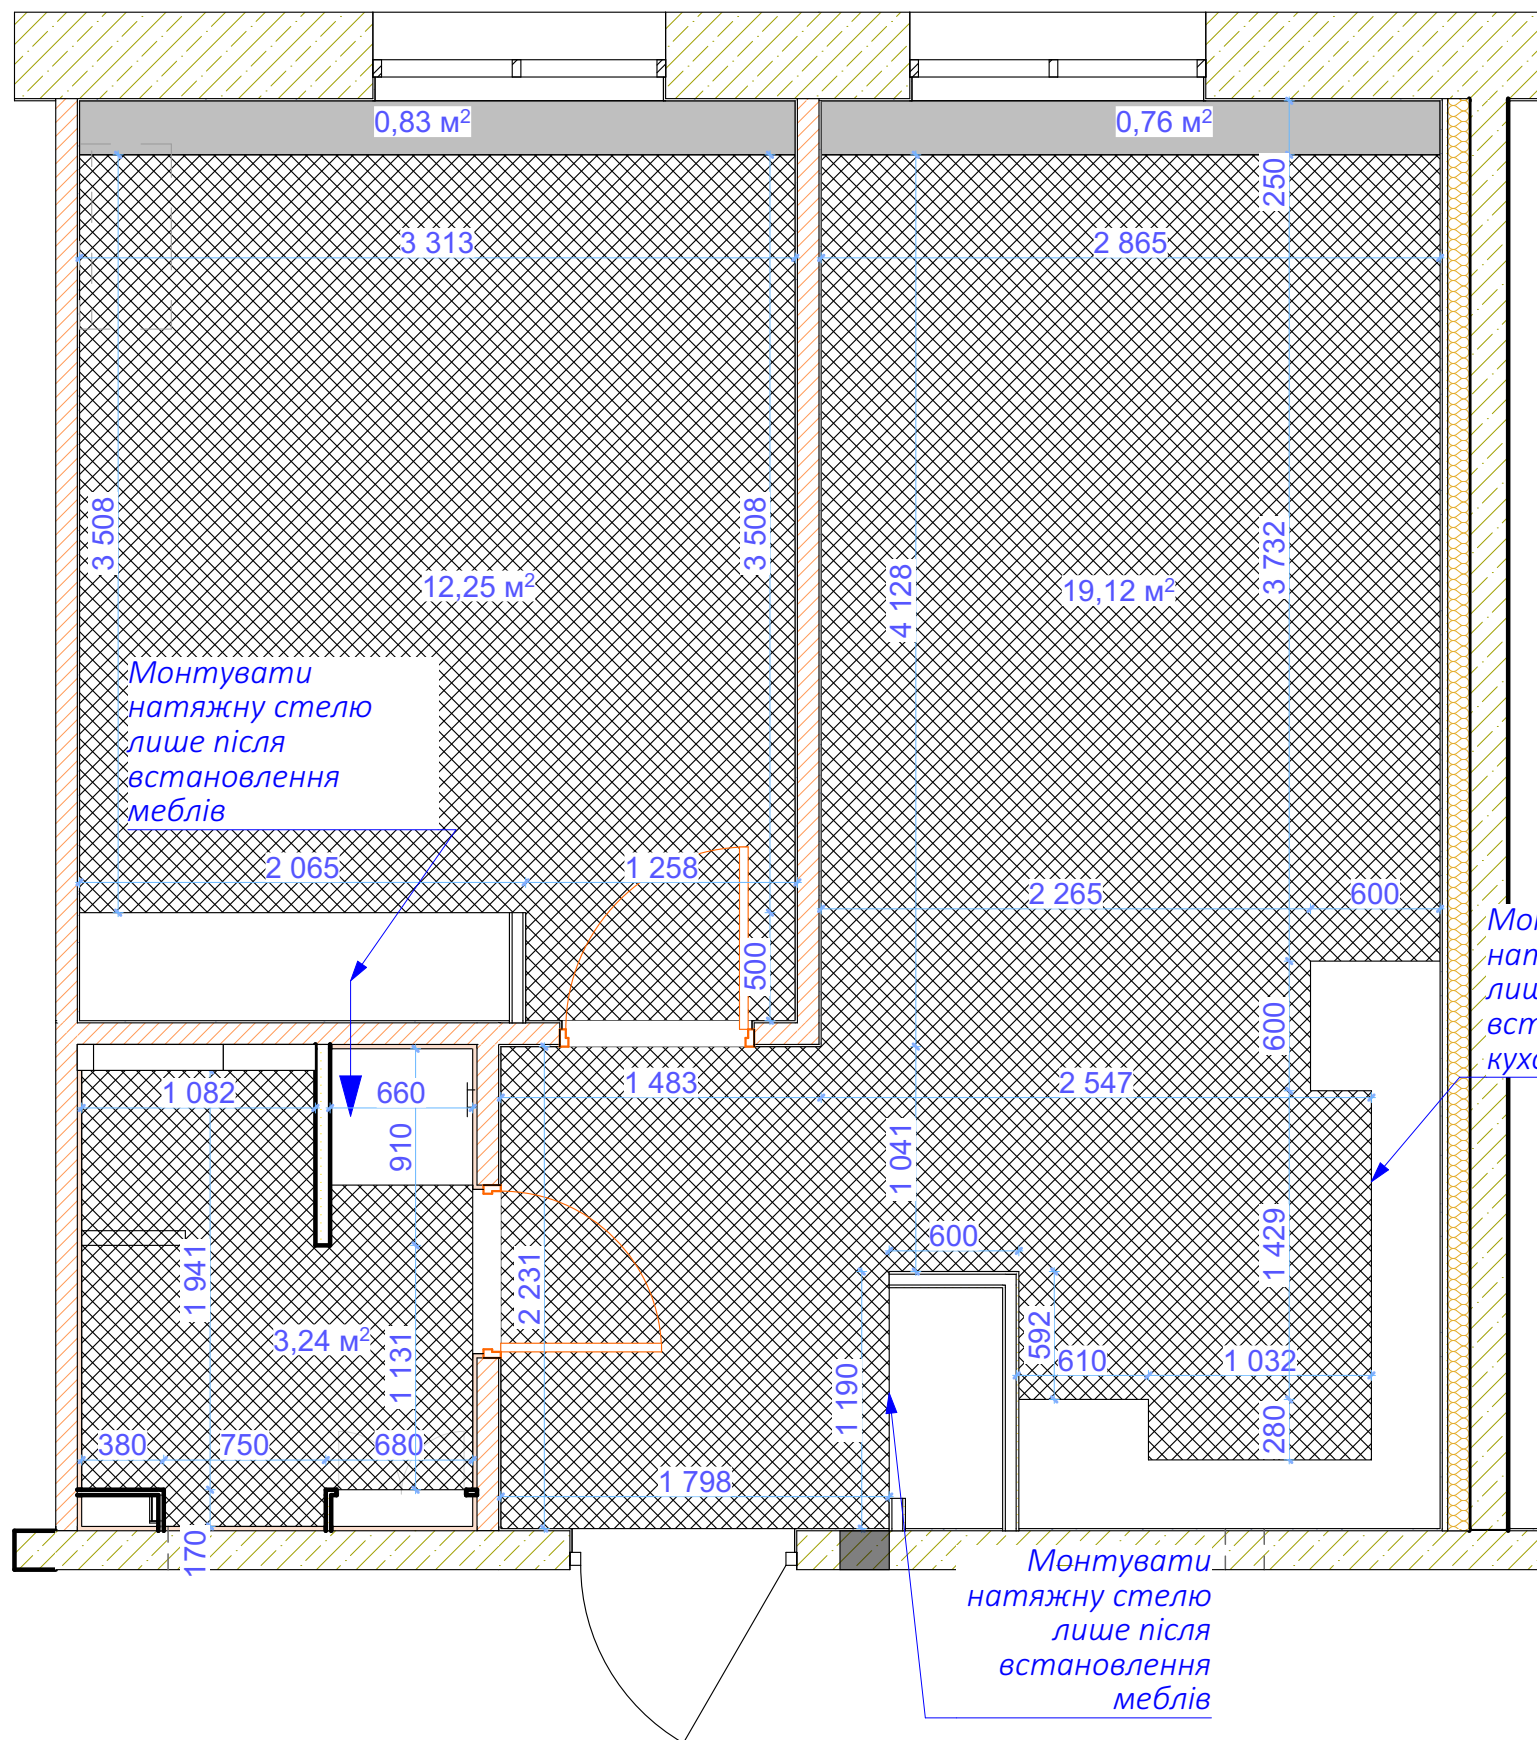 0,83 м²
0,76 м²
250
3 313
2 865
3 508
3 508
4 128
3 732
12,25 м²
19,12 м²
Монтувати
натяжну стелю
лише після
встановлення
меблів
2 065
1 258
2 265
600
500
600
1 082
660
1 483
2 547
910
1 041
600
1 429
1 941
2 231
3,24 м²
1 131
592
610
1 032
1 190
380
750
680
280
1 798
170
Монтувати
натяжну стелю
лише після
встановлення
меблів